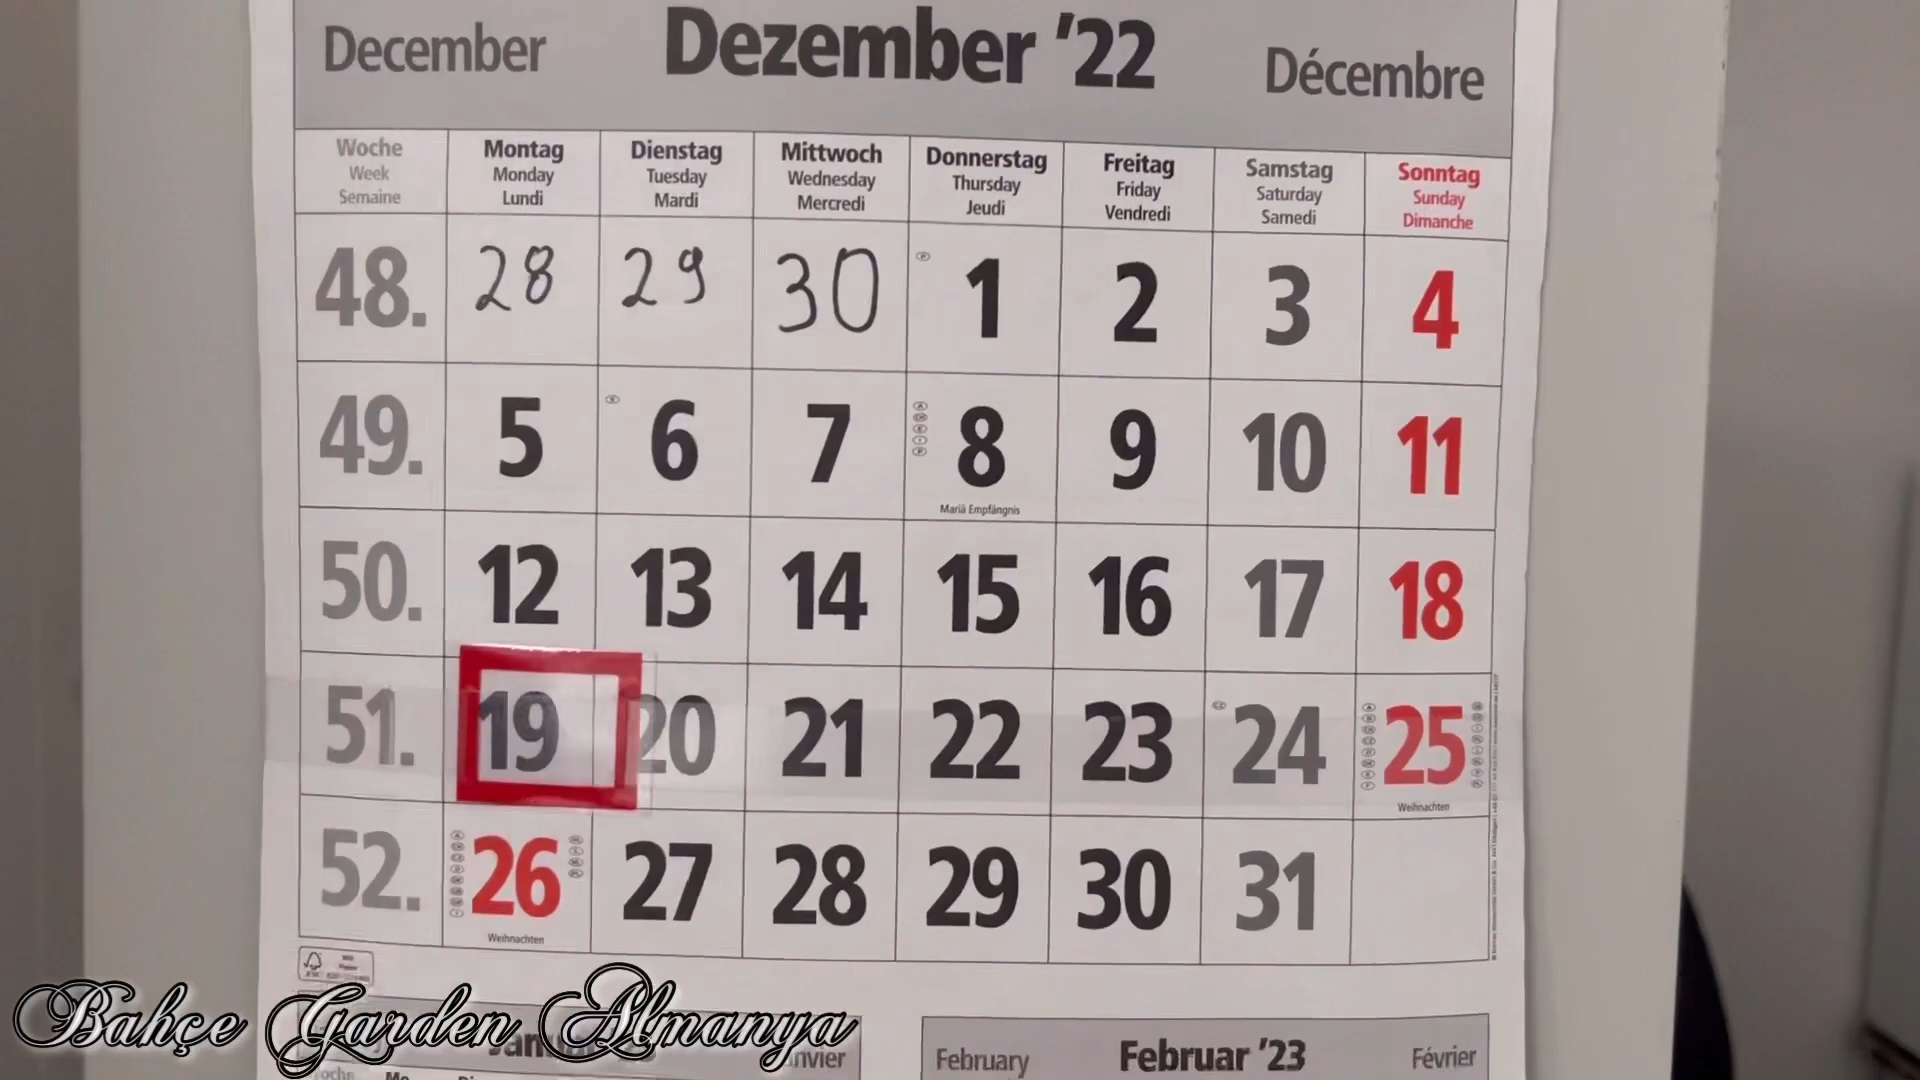 December Dezember '22 Décembre
Woche Montag Dienstag Mittwoch Donnerstag Freitag Samstag Sonntag
Week Monday Tuesday Wednesday Thursday Friday Saturday Sunday
Semaine Lundi Mardi Mercredi Jeudi Vendredi Samedi Dimanche
48. 28 29 30 1 2 3 4
49. 5 6 7 8 9 10 11
Mariä Empfängnis
50. 12 13 14 15 16 17 18
51. 19 20 21 22 23 24 25
Weihnachten
52. 26 27 28 29 30 31
Weihnachten
Bahçe Garden Almanya
February Februar '23 Février